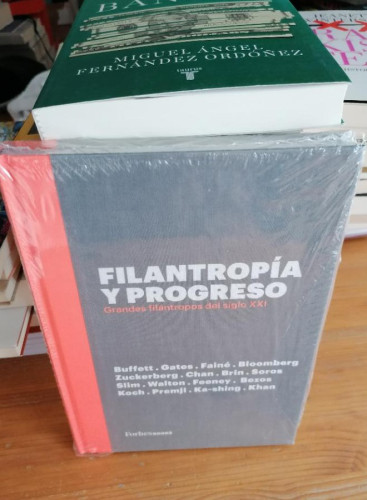 MIGUEL ÁNGEL
FERNÁNDEZ ORDÓÑEZ
taurus
FILANTROPÍA
Y PROGRESO
Grandes filántropos del siglo XXI
Buffett . Gates . Fainé . Bloomberg
Zuckerberg . Chan . Brin . Soros
Slim . Walton . Feeney . Bezos
Koch . Premji . Ka-shing . Khan